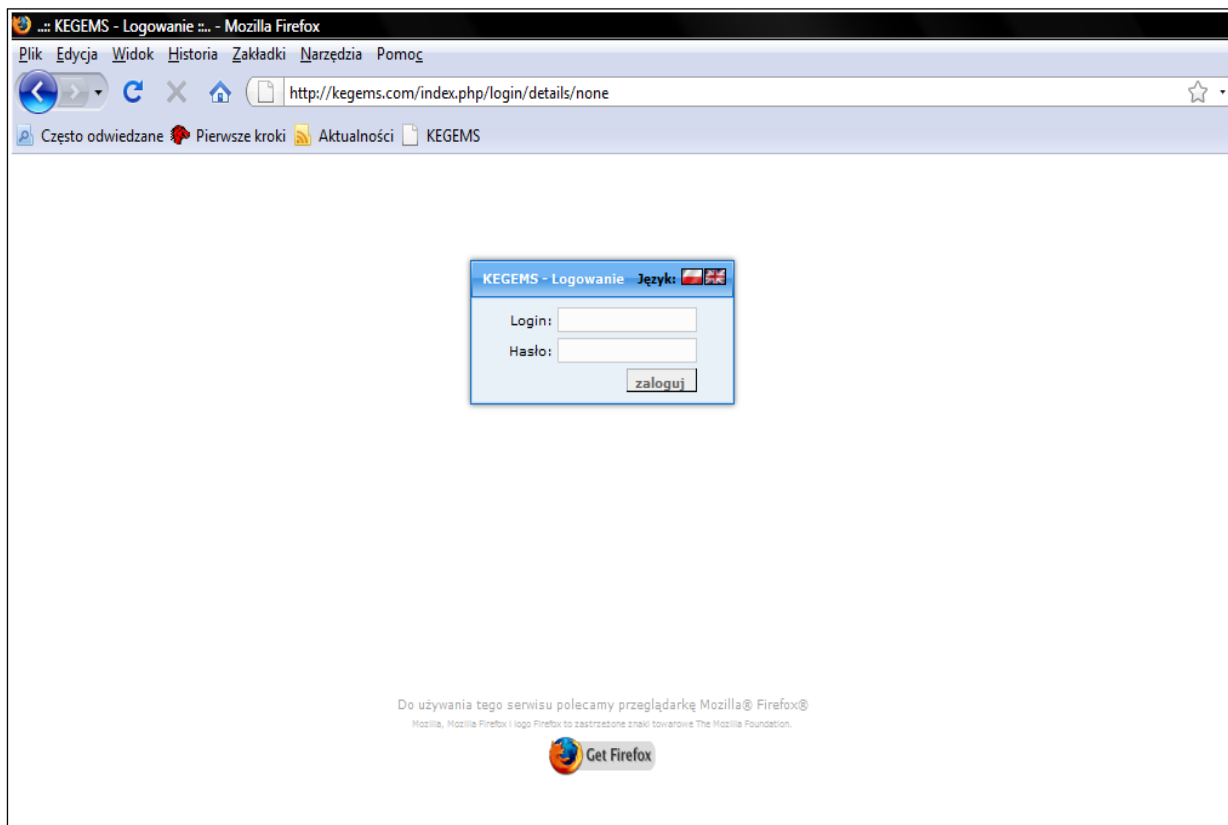 ..:: KEGEMS - Logowanie ::.. - Mozilla Firefox
Plik Edycja Widok Historia Zakładki Narzędzia Pomoc
http://kegems.com/index.php/login/details/none
Często odwiedzane Pierwsze kroki Aktualności KEGEMS
KEGEMS - Logowanie Język:
Login:
Hasło:
zaloguj
Do używania tego serwisu polecamy przeglądarkę Mozilla® Firefox®
Mozilla, Mozilla Firefox i logo Firefox to zastrzeżone znaki towarowe The Mozilla Foundation.
Get Firefox